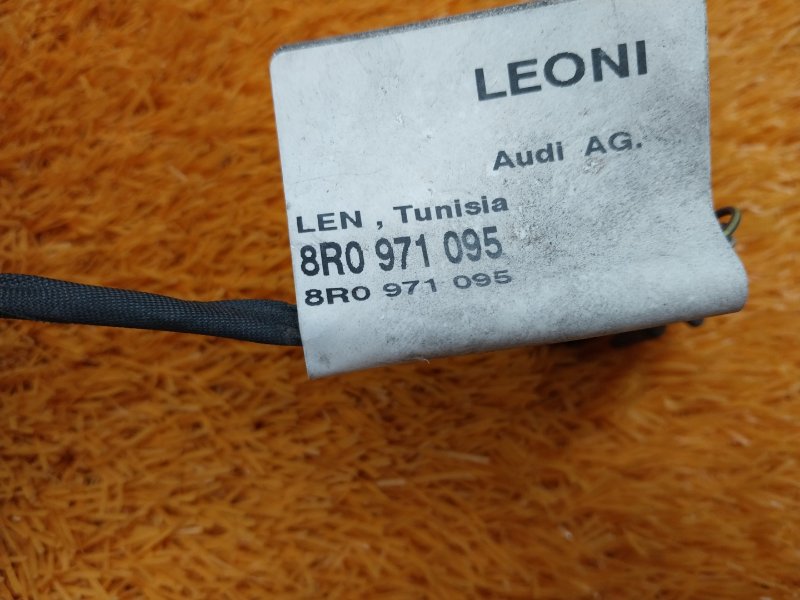 LEONI
Audi AG.
LEN , Tunisia
8R0 971 095
8R0 971 095